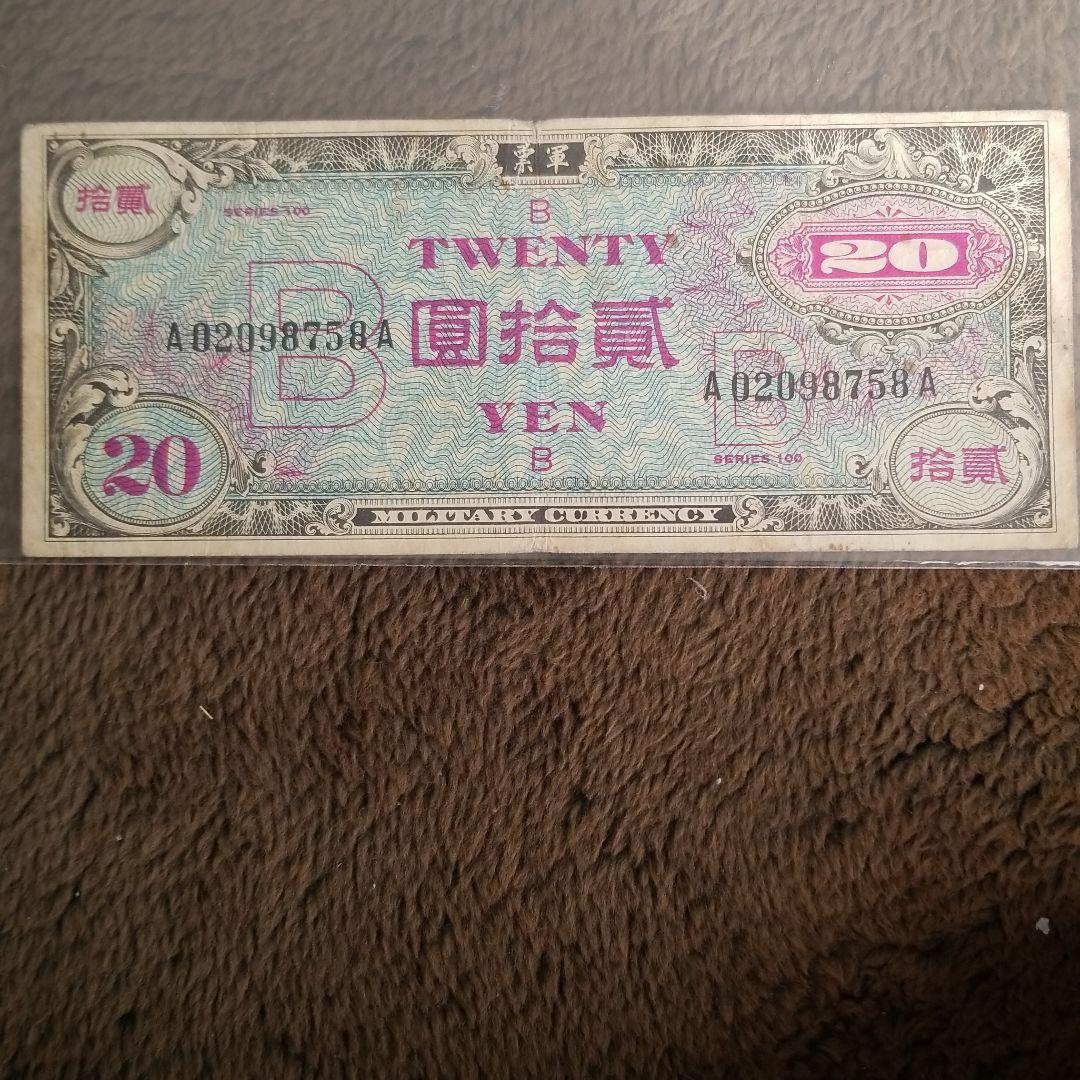 票軍
拾貳
SERIES 100
B
TWENTY
20
B
A02098758A
圓拾貳
B
A02098758A
YEN
20
B
SERIES 100
拾貳
MILITARY CURRENCY